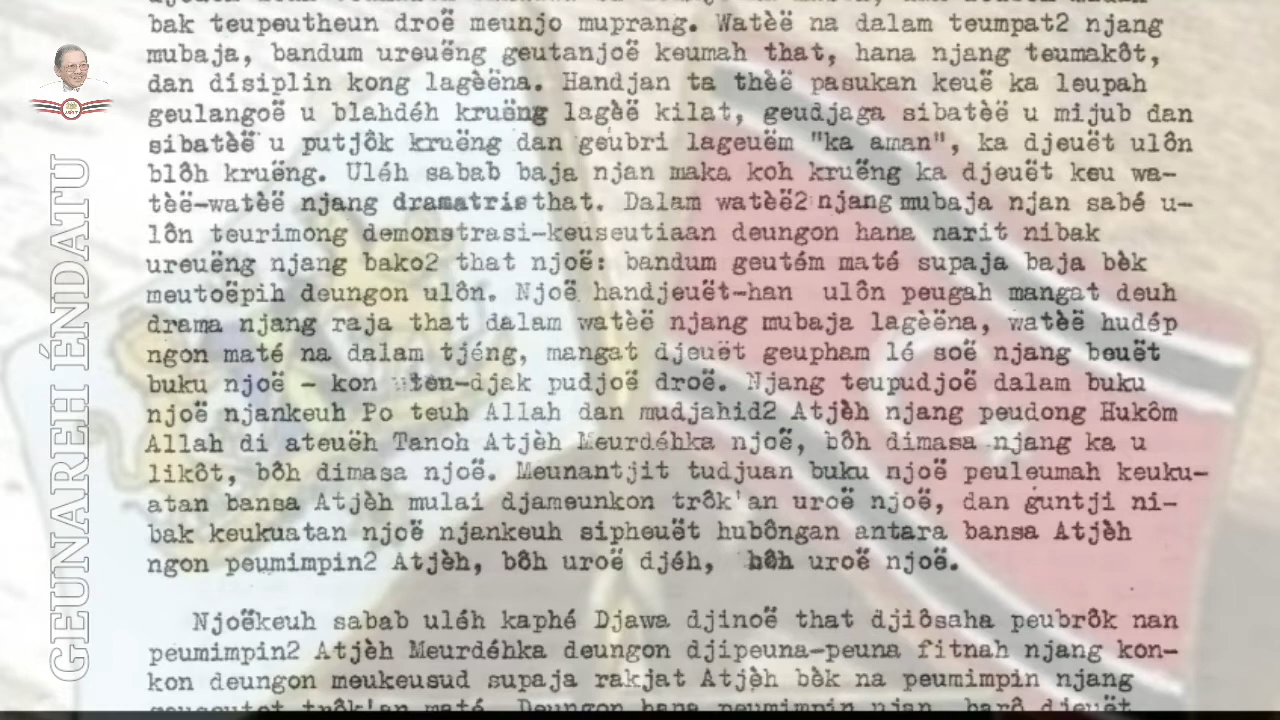 bak teupeutheun droë meunjo muprang. Watèë na dalam teumpat2 njang
mubaja, bandum ureuëng geutanjoë keumah that, hana njang teumakôt,
dan disiplin kong lagèëna. Handjan ta thèë pasukan keuë ka leupah
geulangoë u blahdéh kruëng lagèë kilat, geudjaga sibatèë u mijub dan
sibatèë u putjôk kruëng dan geubri lageuëm "ka aman", ka djeuët ulôn
blôh kruëng. Uléh sabab baja njan maka koh kruëng ka djeuët keu wa-
tèë-watèë njang dramatris that. Dalam watèë2 njang mubaja njan sabé u-
lôn teurimong demonstrasi-keuseutiaan deungon hana narit nibak
ureuëng njang bako2 that njoë: bandum geutém maté supaja baja bèk
meutoëpih deungon ulôn. Njoë handjeuët-han ulôn peugah mangat deuh
drama njang raja that dalam watèë njang mubaja lagèëna, watèë hudép
ngon maté na dalam tjéng, mangat djeuët geupham lé soë njang beuët
buku njoë - kon -djak pudjoë droë. Njang teupudjoë dalam buku
njoë njankeuh Po teuh Allah dan mudjahid2 Atjèh njang peudong Hukôm
Allah di ateuëh Tanoh Atjèh Meurdéhka njoë, bôh dimasa njang ka u
likôt, bôh dimasa njoë. Meunantjit tudjuan buku njoë peuleumah keuku-
atan bansa Atjèh mulai djameunkon trôk'an uroë njoë, dan guntji ni-
bak keukuatan njoë njankeuh sipheuët hubôngan antara bansa Atjèh
ngon peumimpin2 Atjèh, bôh uroë djéh, bôh uroë njoë.
Njoëkeuh sabab uléh kaphé Djawa djinoë that djiôsaha peubrôk nan
peumimpin2 Atjèh Meurdéhka deungon djipeuna-peuna fitnah njang kon-
kon deungon meukeusud supaja rakjat Atjèh bèk na peumimpin njang
GEUNAREH ÉNDATU